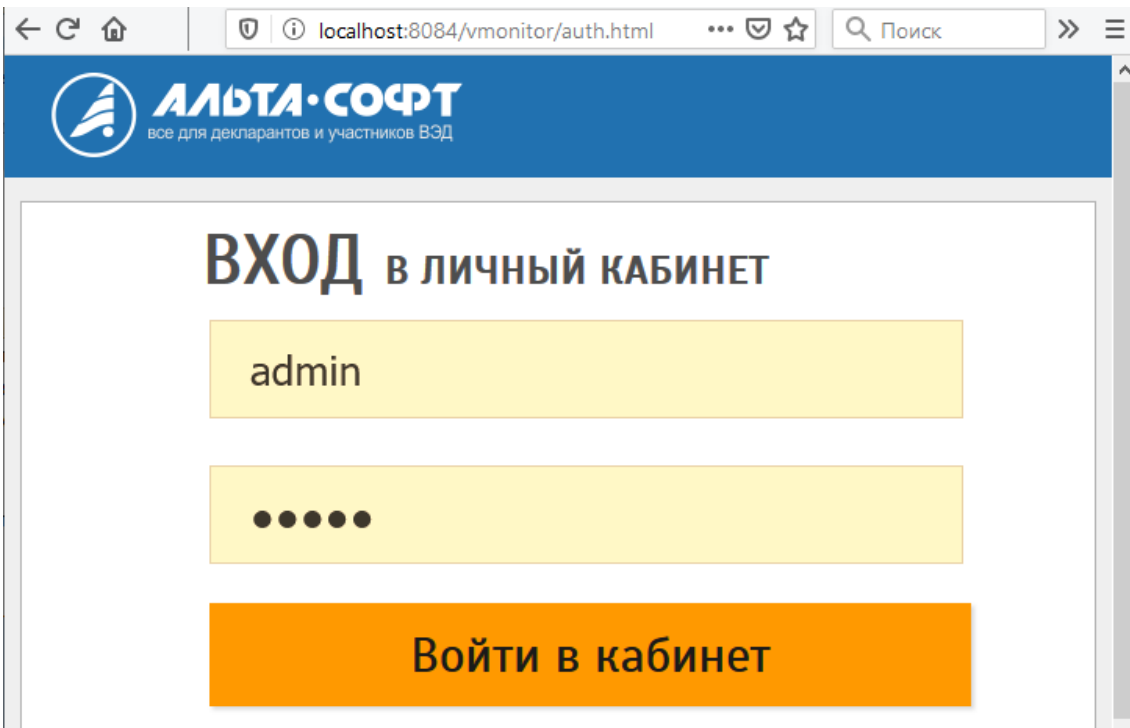 localhost:8084/vmonitor/auth.html ••• Поиск
АЛЬТА·СОФТ
все для декларантов и участников ВЭД
ВХОД В ЛИЧНЫЙ КАБИНЕТ
admin
•••••
Войти в кабинет